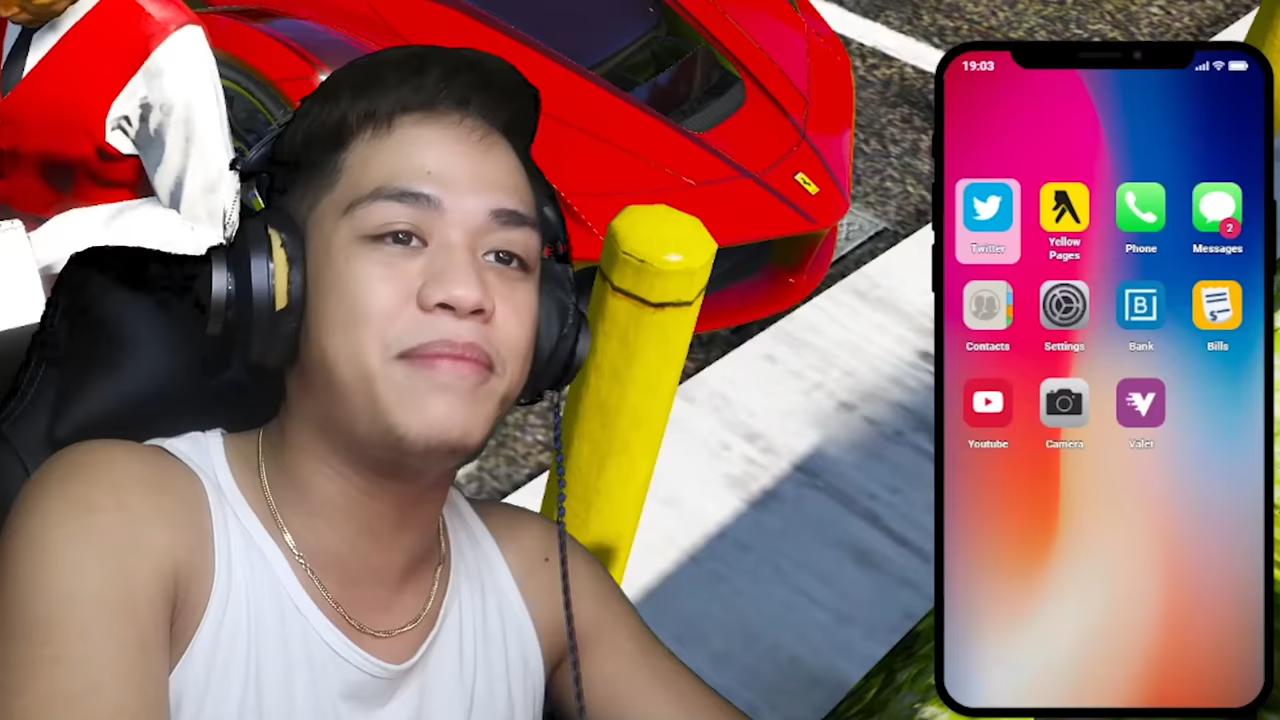 19:03
Twitter
Yellow
Pages
Phone
2
Messages
Contacts
Settings
B
Bank
Bills
Youtube
Camera
Valet